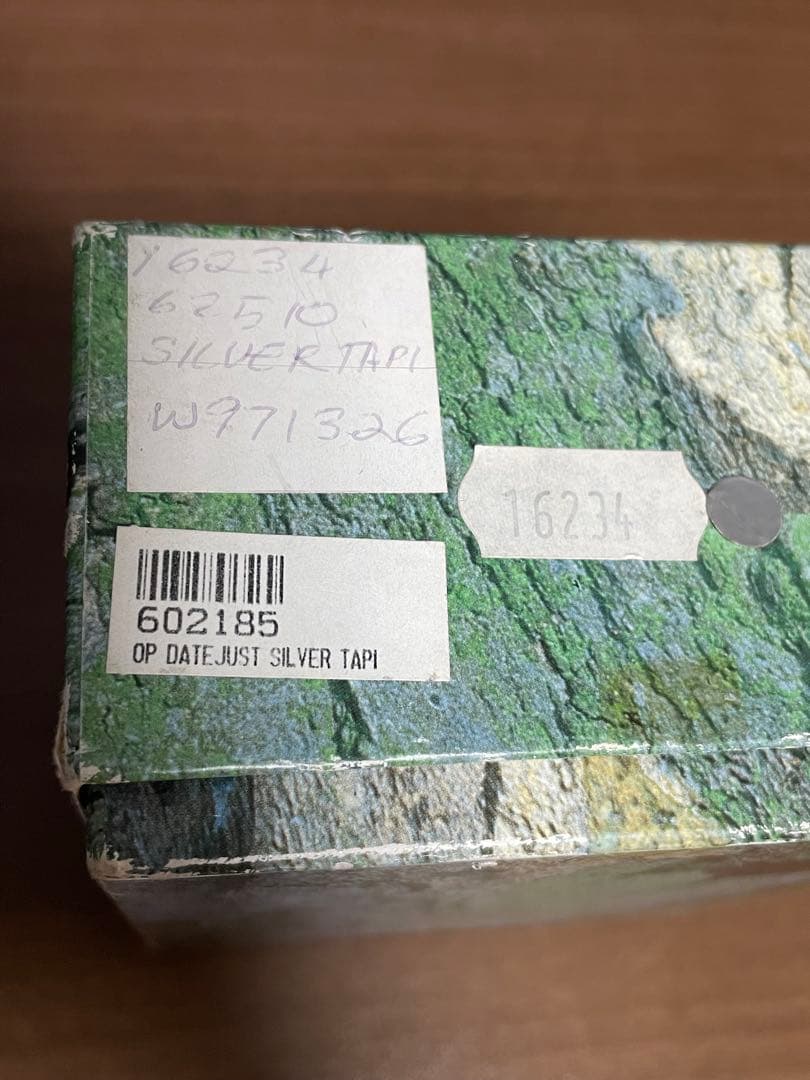 16234
62510
SILVER TAPI
W971326
16234
602185
OP DATEJUST SILVER TAPI